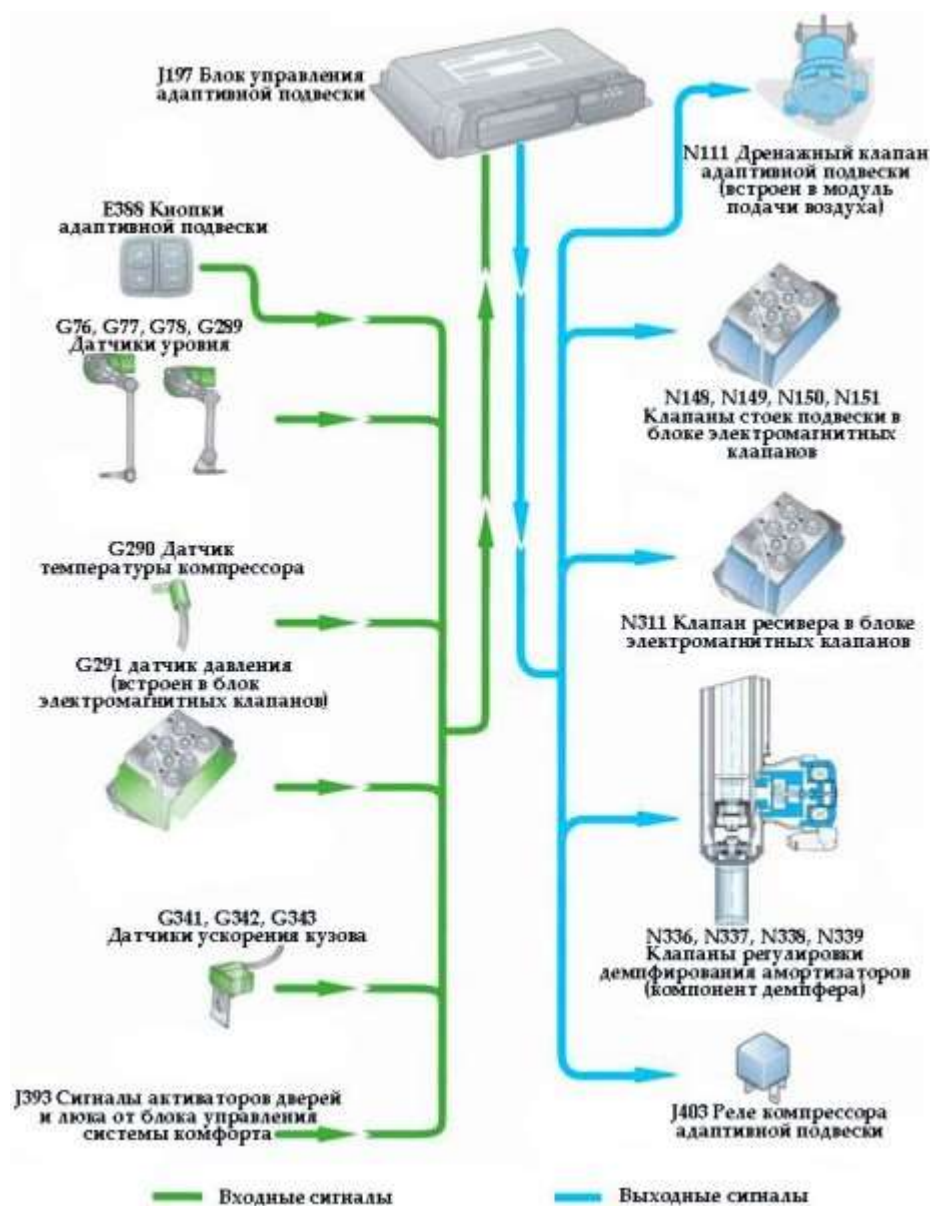 J197 Блок управления
адаптивной подвески
N111 Дренажный клапан
адаптивной подвески
(встроен в модуль
подачи воздуха)
E388 Кнопки
адаптивной подвески
G76, G77, G78, G289
Датчики уровня
N148, N149, N150, N151
Клапаны стоек подвески в
блоке электромагнитных
клапанов
G290 Датчик
температуры компрессора
N311 Клапан ресивера в блоке
электромагнитных клапанов
G291 датчик давления
(встроен в блок
электромагнитных клапанов)
G341, G342, G343
Датчики ускорения кузова
N336, N337, N338, N339
Клапаны регулировки
демпфирования амортизаторов
(компонент демпфера)
J393 Сигналы активаторов дверей
и люка от блока управления
системы комфорта
J403 Реле компрессора
адаптивной подвески
Входные сигналы
Выходные сигналы